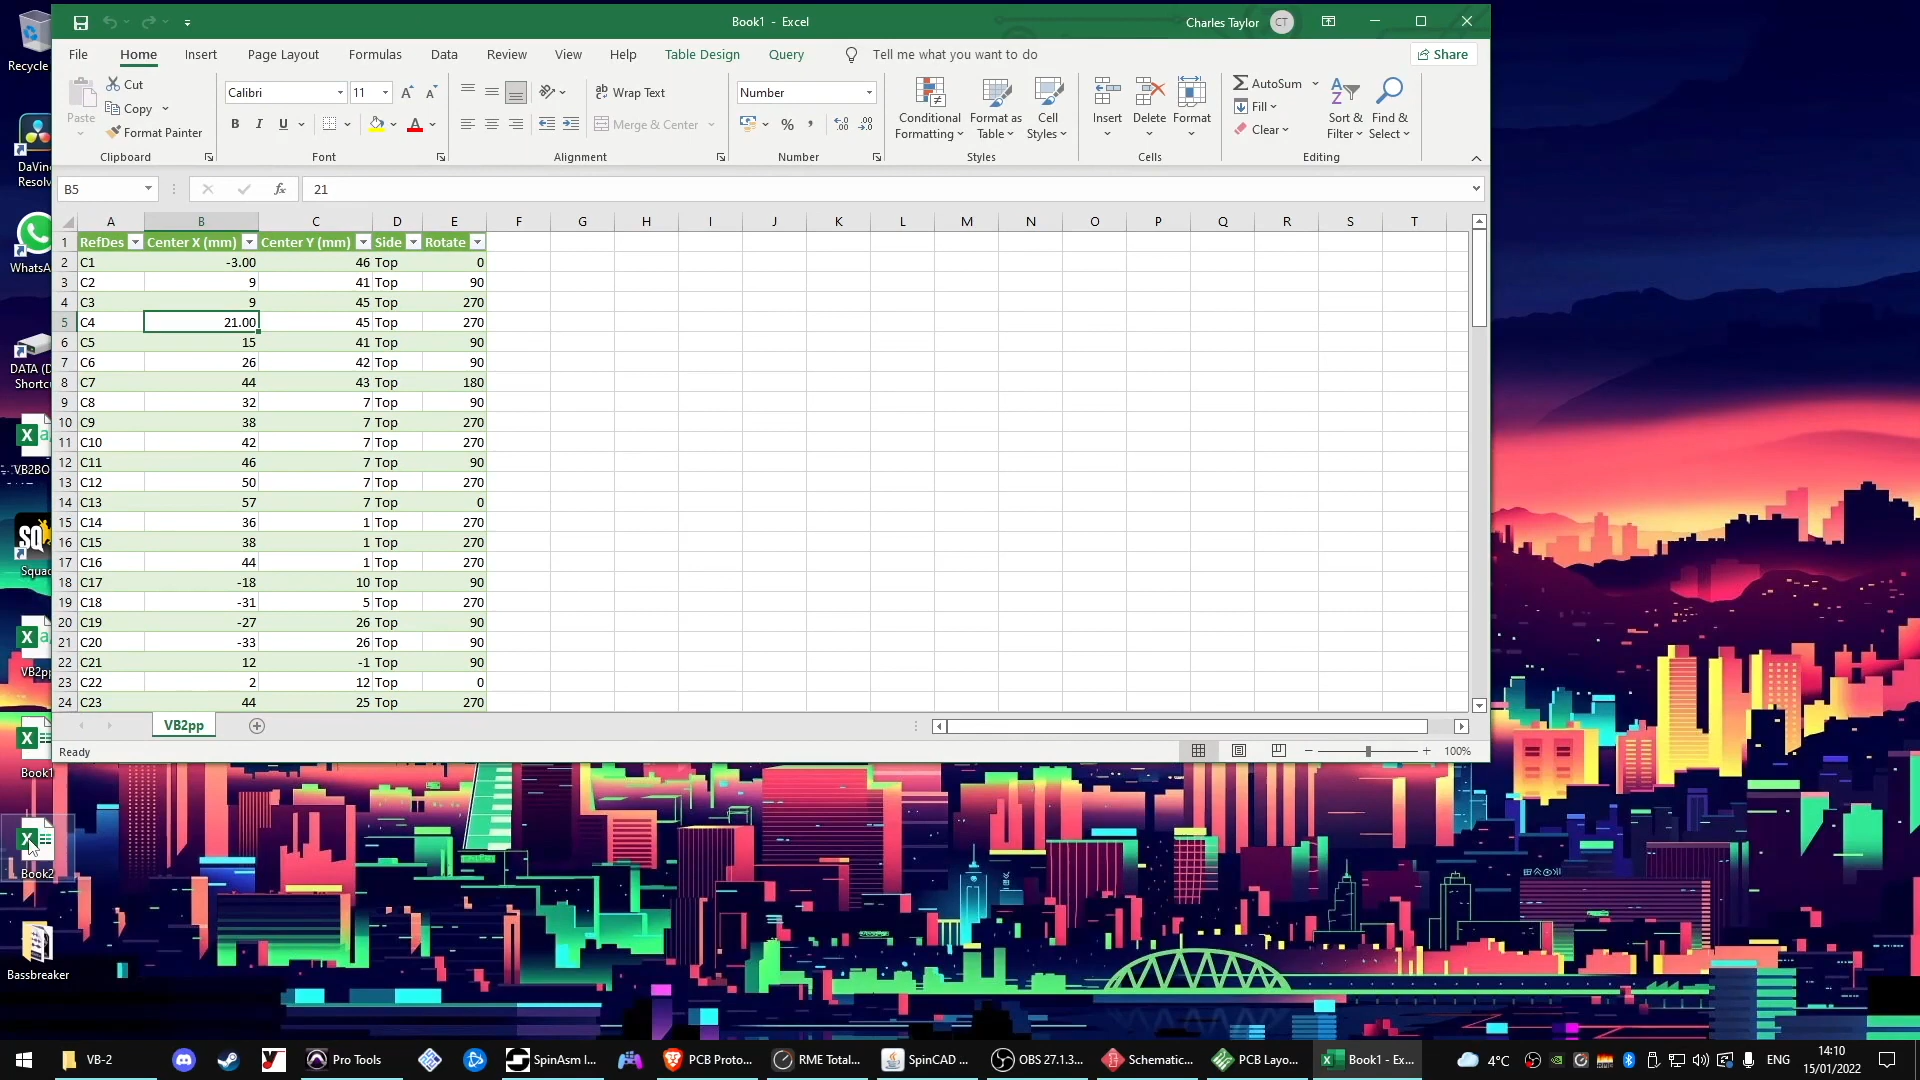 Book1 - Excel
Charles Taylor CT
File Home Insert Page Layout Formulas Data Review View Help Table Design Query Tell me what you want to do Share
Paste Cut Copy Format Painter
Calibri 11
B I U A
Wrap Text
Merge & Center
Number
%
Conditional Formatting
Format as Table
Cell Styles
Insert Delete Format
AutoSum Fill Clear
Sort & Filter
Find & Select
Clipboard Font Alignment Number Styles Cells Editing
B5 fx 21
A B C D E F G H I J K L M N O P Q R S T
1 RefDes Center X (mm) Center Y (mm) Side Rotate
2 C1 -3.00 46 Top 0
3 C2 9 41 Top 90
4 C3 9 45 Top 270
5 C4 21.00 45 Top 270
6 C5 15 41 Top 90
7 C6 26 42 Top 90
8 C7 44 43 Top 180
9 C8 32 7 Top 90
10 C9 38 7 Top 270
11 C10 42 7 Top 270
12 C11 46 7 Top 90
13 C12 50 7 Top 270
14 C13 57 7 Top 0
15 C14 36 1 Top 270
16 C15 38 1 Top 270
17 C16 44 1 Top 270
18 C17 -18 10 Top 90
19 C18 -31 5 Top 270
20 C19 -27 26 Top 90
21 C20 -33 26 Top 90
22 C21 12 -1 Top 90
23 C22 2 12 Top 0
24 C23 44 25 Top 270
VB2pp
Ready 100%
Recycle
DaVinc
Resolv
WhatsA
DATA (D
Shortc
VB2BO
SQ
Squad
VB2pp
Book1
Book2
Bassbreaker
VB-2 Pro Tools SpinAsm I... PCB Proto... RME Total... SpinCAD ... OBS 27.1.3... Schematic... PCB Layo... Book1 - Ex... 4°C ENG 14:10
15/01/2022